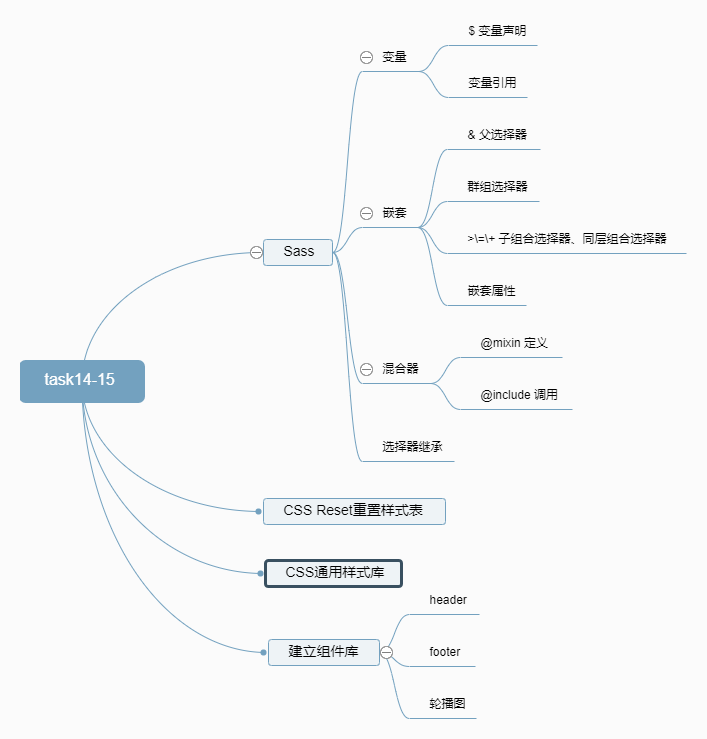 task14-15
Sass
变量
$ 变量声明
变量引用
嵌套
& 父选择器
群组选择器
>\=\+ 子组合选择器、同层组合选择器
嵌套属性
混合器
@mixin 定义
@include 调用
选择器继承
CSS Reset重置样式表
CSS通用样式库
建立组件库
header
footer
轮播图